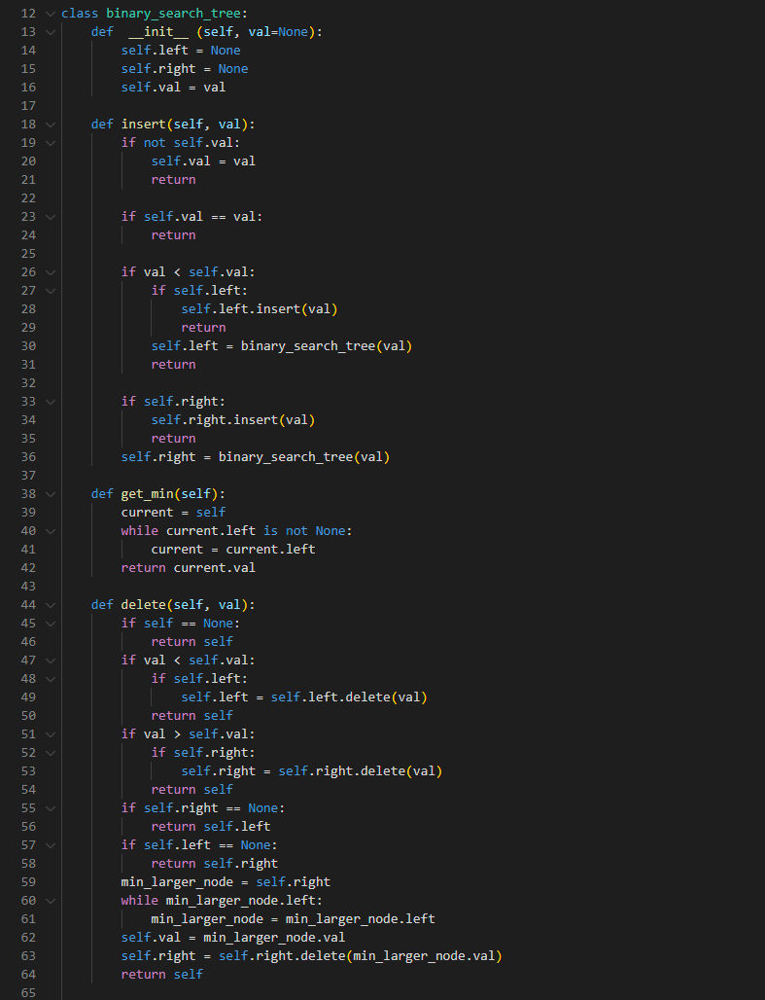 12 class binary_search_tree:
13     def  __init__ (self, val=None):
14         self.left = None
15         self.right = None
16         self.val = val
17
18     def insert(self, val):
19         if not self.val:
20             self.val = val
21             return
22
23         if self.val == val:
24             return
25
26         if val < self.val:
27             if self.left:
28                 self.left.insert(val)
29                 return
30             self.left = binary_search_tree(val)
31             return
32
33         if self.right:
34             self.right.insert(val)
35             return
36         self.right = binary_search_tree(val)
37
38     def get_min(self):
39         current = self
40         while current.left is not None:
41             current = current.left
42         return current.val
43
44     def delete(self, val):
45         if self == None:
46             return self
47         if val < self.val:
48             if self.left:
49                 self.left = self.left.delete(val)
50             return self
51         if val > self.val:
52             if self.right:
53                 self.right = self.right.delete(val)
54             return self
55         if self.right == None:
56             return self.left
57         if self.left == None:
58             return self.right
59         min_larger_node = self.right
60         while min_larger_node.left:
61             min_larger_node = min_larger_node.left
62         self.val = min_larger_node.val
63         self.right = self.right.delete(min_larger_node.val)
64         return self
65